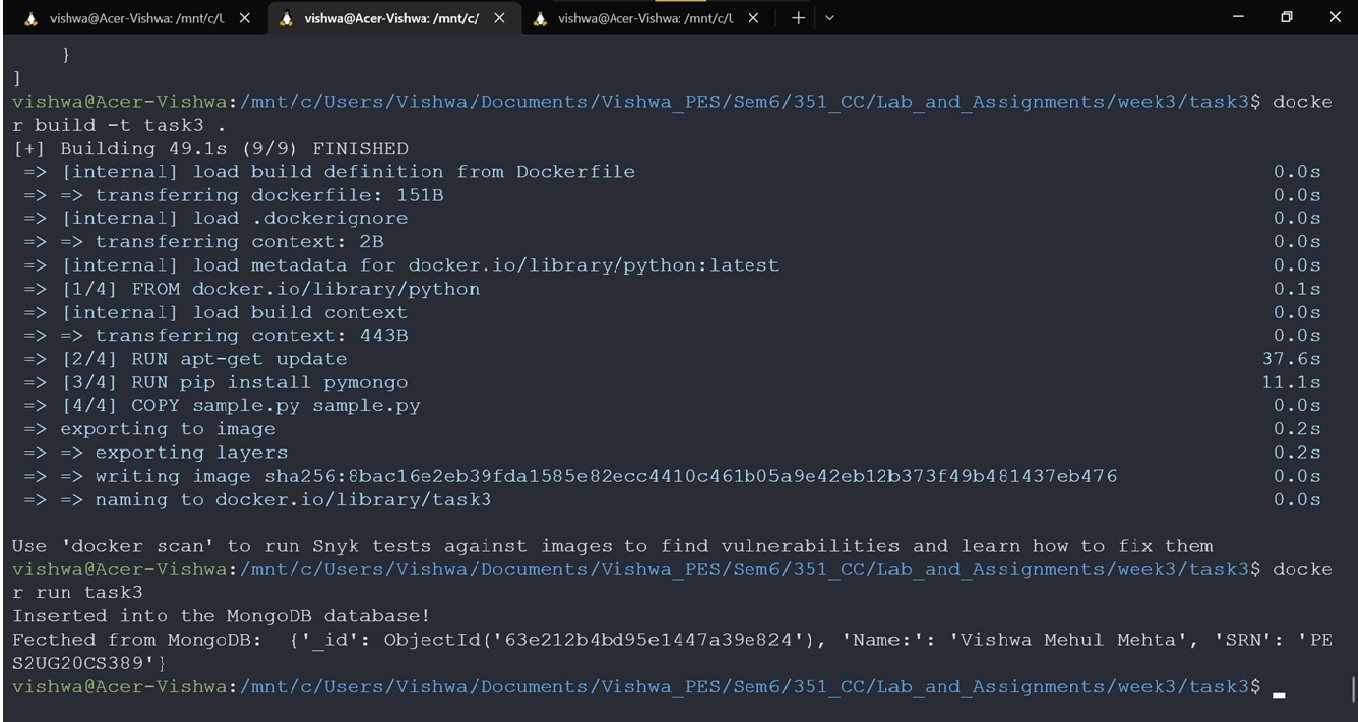 vishwa@Acer-Vishwa: /mnt/c/U
vishwa@Acer-Vishwa: /mnt/c/
vishwa@Acer-Vishwa: /mnt/c/U
}
]
vishwa@Acer-Vishwa:/mnt/c/Users/Vishwa/Documents/Vishwa_PES/Sem6/351_CC/Lab_and_Assignments/week3/task3$ docke
r build -t task3 .
[+] Building 49.1s (9/9) FINISHED
=> [internal] load build definition from Dockerfile 0.0s
=> => transferring dockerfile: 151B 0.0s
=> [internal] load .dockerignore 0.0s
=> => transferring context: 2B 0.0s
=> [internal] load metadata for docker.io/library/python:latest 0.0s
=> [1/4] FROM docker.io/library/python 0.1s
=> [internal] load build context 0.0s
=> => transferring context: 443B 0.0s
=> [2/4] RUN apt-get update 37.6s
=> [3/4] RUN pip install pymongo 11.1s
=> [4/4] COPY sample.py sample.py 0.0s
=> exporting to image 0.2s
=> => exporting layers 0.2s
=> => writing image sha256:8bac16e2eb39fda1585e82ecc4410c461b05a9e42eb12b373f49b481437eb476 0.0s
=> => naming to docker.io/library/task3 0.0s
Use 'docker scan' to run Snyk tests against images to find vulnerabilities and learn how to fix them
vishwa@Acer-Vishwa:/mnt/c/Users/Vishwa/Documents/Vishwa_PES/Sem6/351_CC/Lab_and_Assignments/week3/task3$ docke
r run task3
Inserted into the MongoDB database!
Fecthed from MongoDB:  {'_id': ObjectId('63e212b4bd95e1447a39e824'), 'Name:': 'Vishwa Mehul Mehta', 'SRN': 'PE
S2UG20CS389'}
vishwa@Acer-Vishwa:/mnt/c/Users/Vishwa/Documents/Vishwa_PES/Sem6/351_CC/Lab_and_Assignments/week3/task3$